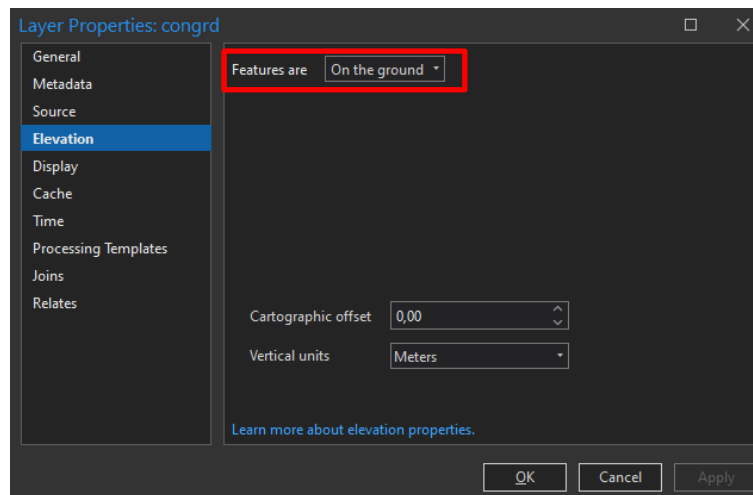 Layer Properties: congrd
General
Metadata
Source
Elevation
Display
Cache
Time
Processing Templates
Joins
Relates
Features are On the ground
Cartographic offset 0,00
Vertical units Meters
Learn more about elevation properties.
OK Cancel Apply